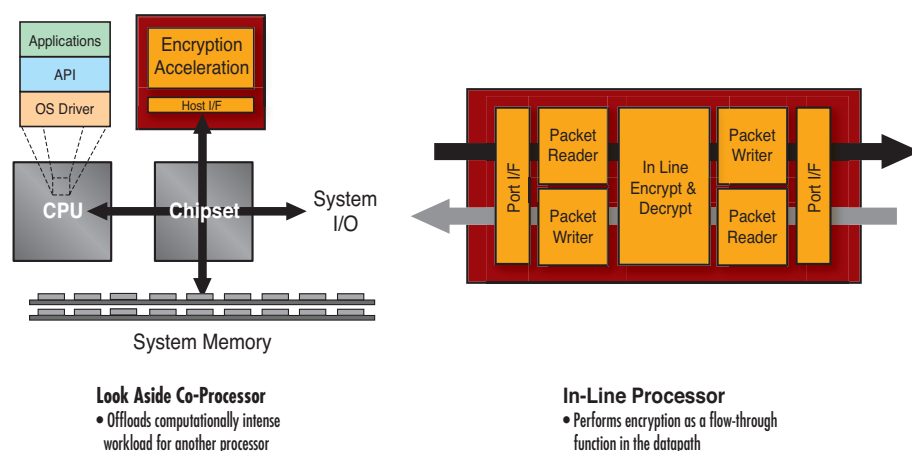 Applications
API
OS Driver
CPU
Encryption
Acceleration
Host I/F
Chipset
System
I/O
System Memory
Look Aside Co-Processor
• Offloads computationally intense
workload for another processor
Port I/F
Packet
Reader
Packet
Writer
In Line
Encrypt &
Decrypt
Packet
Writer
Packet
Reader
Port I/F
In-Line Processor
• Performs encryption as a flow-through
function in the datapath